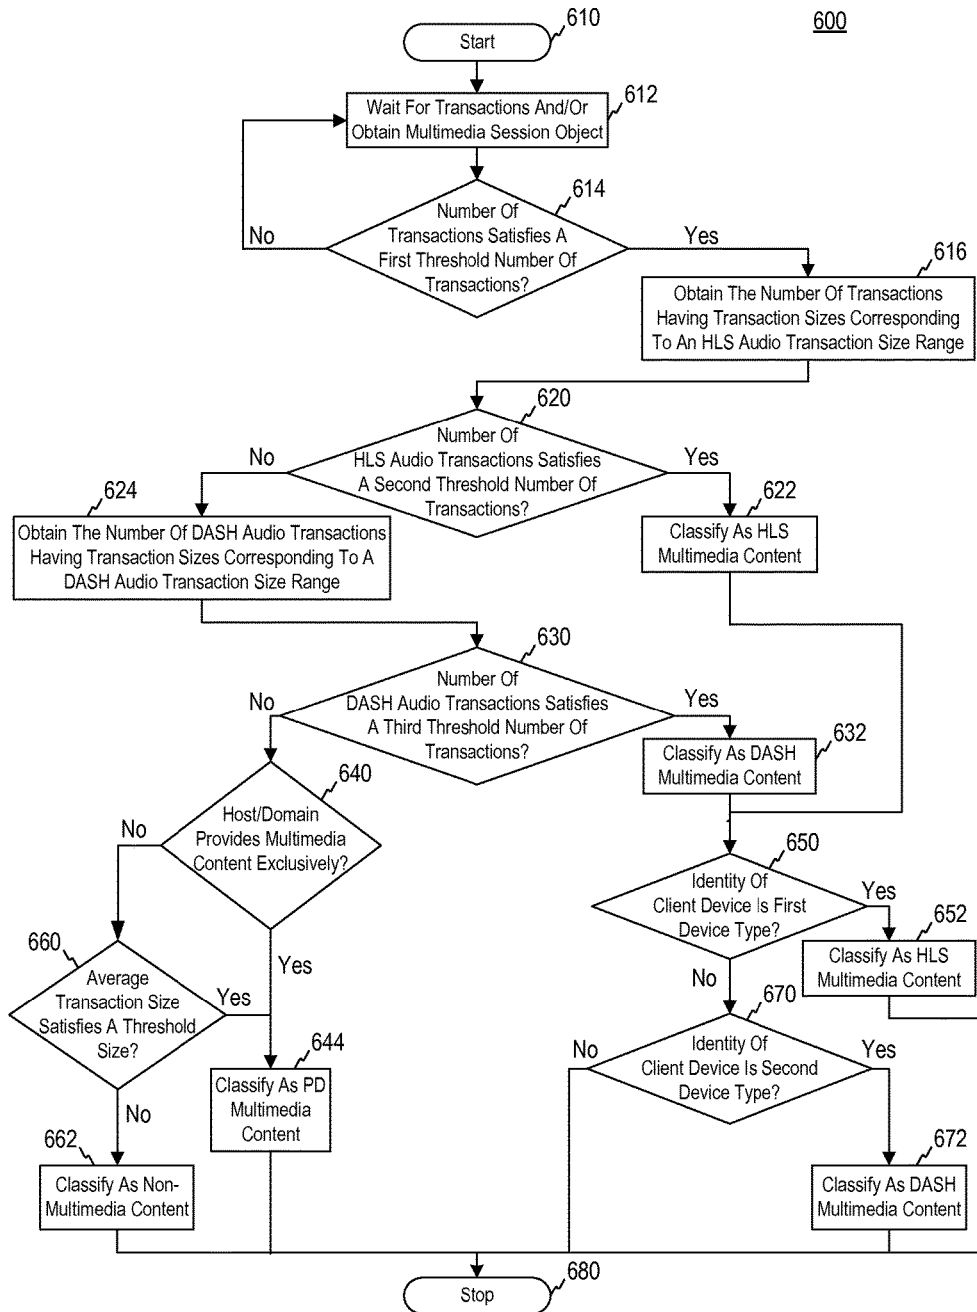 610
600
Start
612
Wait For Transactions And/Or
Obtain Multimedia Session Object
614
Number Of
Transactions Satisfies A
First Threshold Number Of
Transactions?
No
Yes
616
Obtain The Number Of Transactions
Having Transaction Sizes Corresponding
To An HLS Audio Transaction Size Range
620
Number Of
HLS Audio Transactions Satisfies
A Second Threshold Number Of
Transactions?
No
Yes
624
Obtain The Number Of DASH Audio Transactions
Having Transaction Sizes Corresponding To A
DASH Audio Transaction Size Range
622
Classify As HLS
Multimedia Content
630
Number Of
DASH Audio Transactions Satisfies
A Third Threshold Number Of
Transactions?
No
Yes
632
Classify As DASH
Multimedia Content
640
Host/Domain
Provides Multimedia
Content Exclusively?
No
Yes
650
Identity Of
Client Device Is First
Device Type?
Yes
No
652
Classify As HLS
Multimedia Content
660
Average
Transaction Size
Satisfies A Threshold
Size?
Yes
No
644
Classify As PD
Multimedia
Content
670
Identity Of
Client Device Is Second
Device Type?
No
Yes
662
Classify As Non-
Multimedia Content
672
Classify As DASH
Multimedia Content
680
Stop